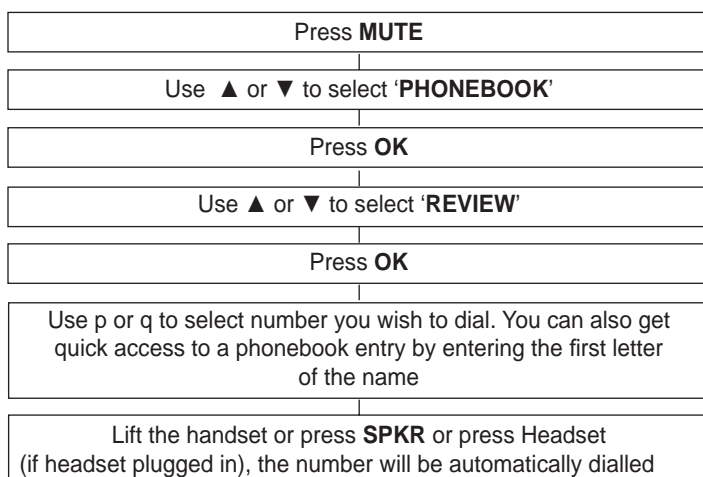 Press MUTE
Use ▲ or ▼ to select ‘PHONEBOOK’
Press OK
Use ▲ or ▼ to select ‘REVIEW’
Press OK
Use p or q to select number you wish to dial. You can also get
quick access to a phonebook entry by entering the first letter
of the name
Lift the handset or press SPKR or press Headset
(if headset plugged in), the number will be automatically dialled